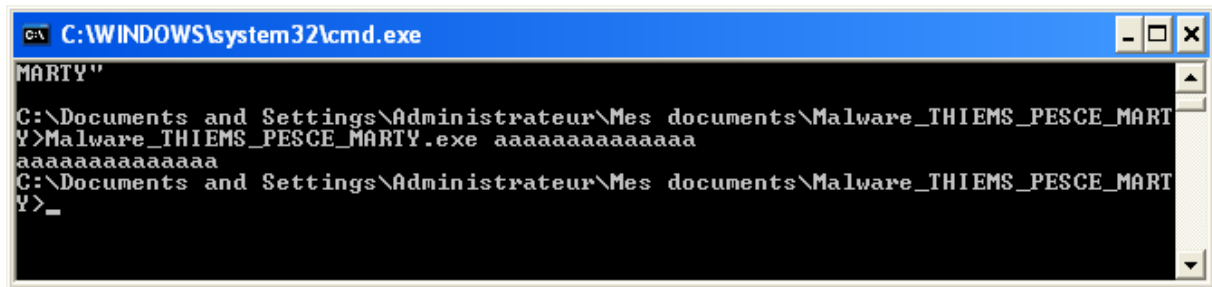 C:\WINDOWS\system32\cmd.exe
MARTY"
C:\Documents and Settings\Administrateur\Mes documents\Malware_THIEMS_PESCE_MART
Y>Malware_THIEMS_PESCE_MARTY.exe aaaaaaaaaaaaaa
aaaaaaaaaaaaaa
C:\Documents and Settings\Administrateur\Mes documents\Malware_THIEMS_PESCE_MART
Y>_